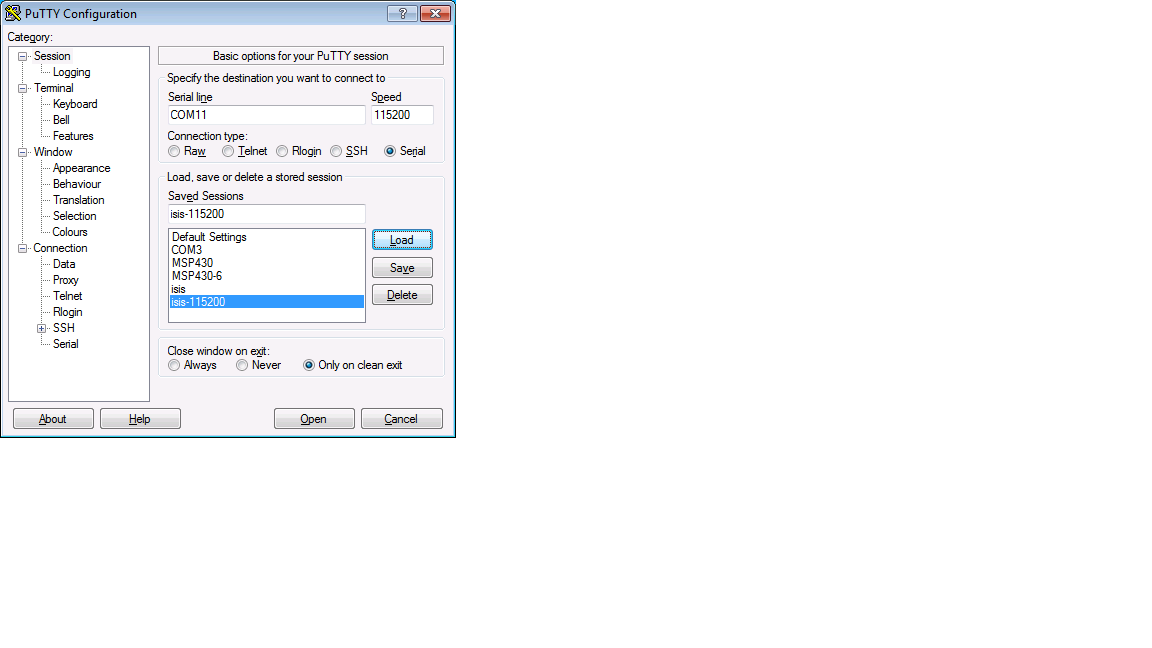 PuTTY Configuration
Category:
Session
Logging
Terminal
Keyboard
Bell
Features
Window
Appearance
Behaviour
Translation
Selection
Colours
Connection
Data
Proxy
Telnet
Rlogin
SSH
Serial
Basic options for your PuTTY session
Specify the destination you want to connect to
Serial line Speed
COM11 115200
Connection type:
Raw Telnet Rlogin SSH Serial
Load, save or delete a stored session
Saved Sessions
isis-115200
Default Settings
COM3
MSP430
MSP430-6
isis
isis-115200
Load
Save
Delete
Close window on exit:
Always Never Only on clean exit
About Help Open Cancel